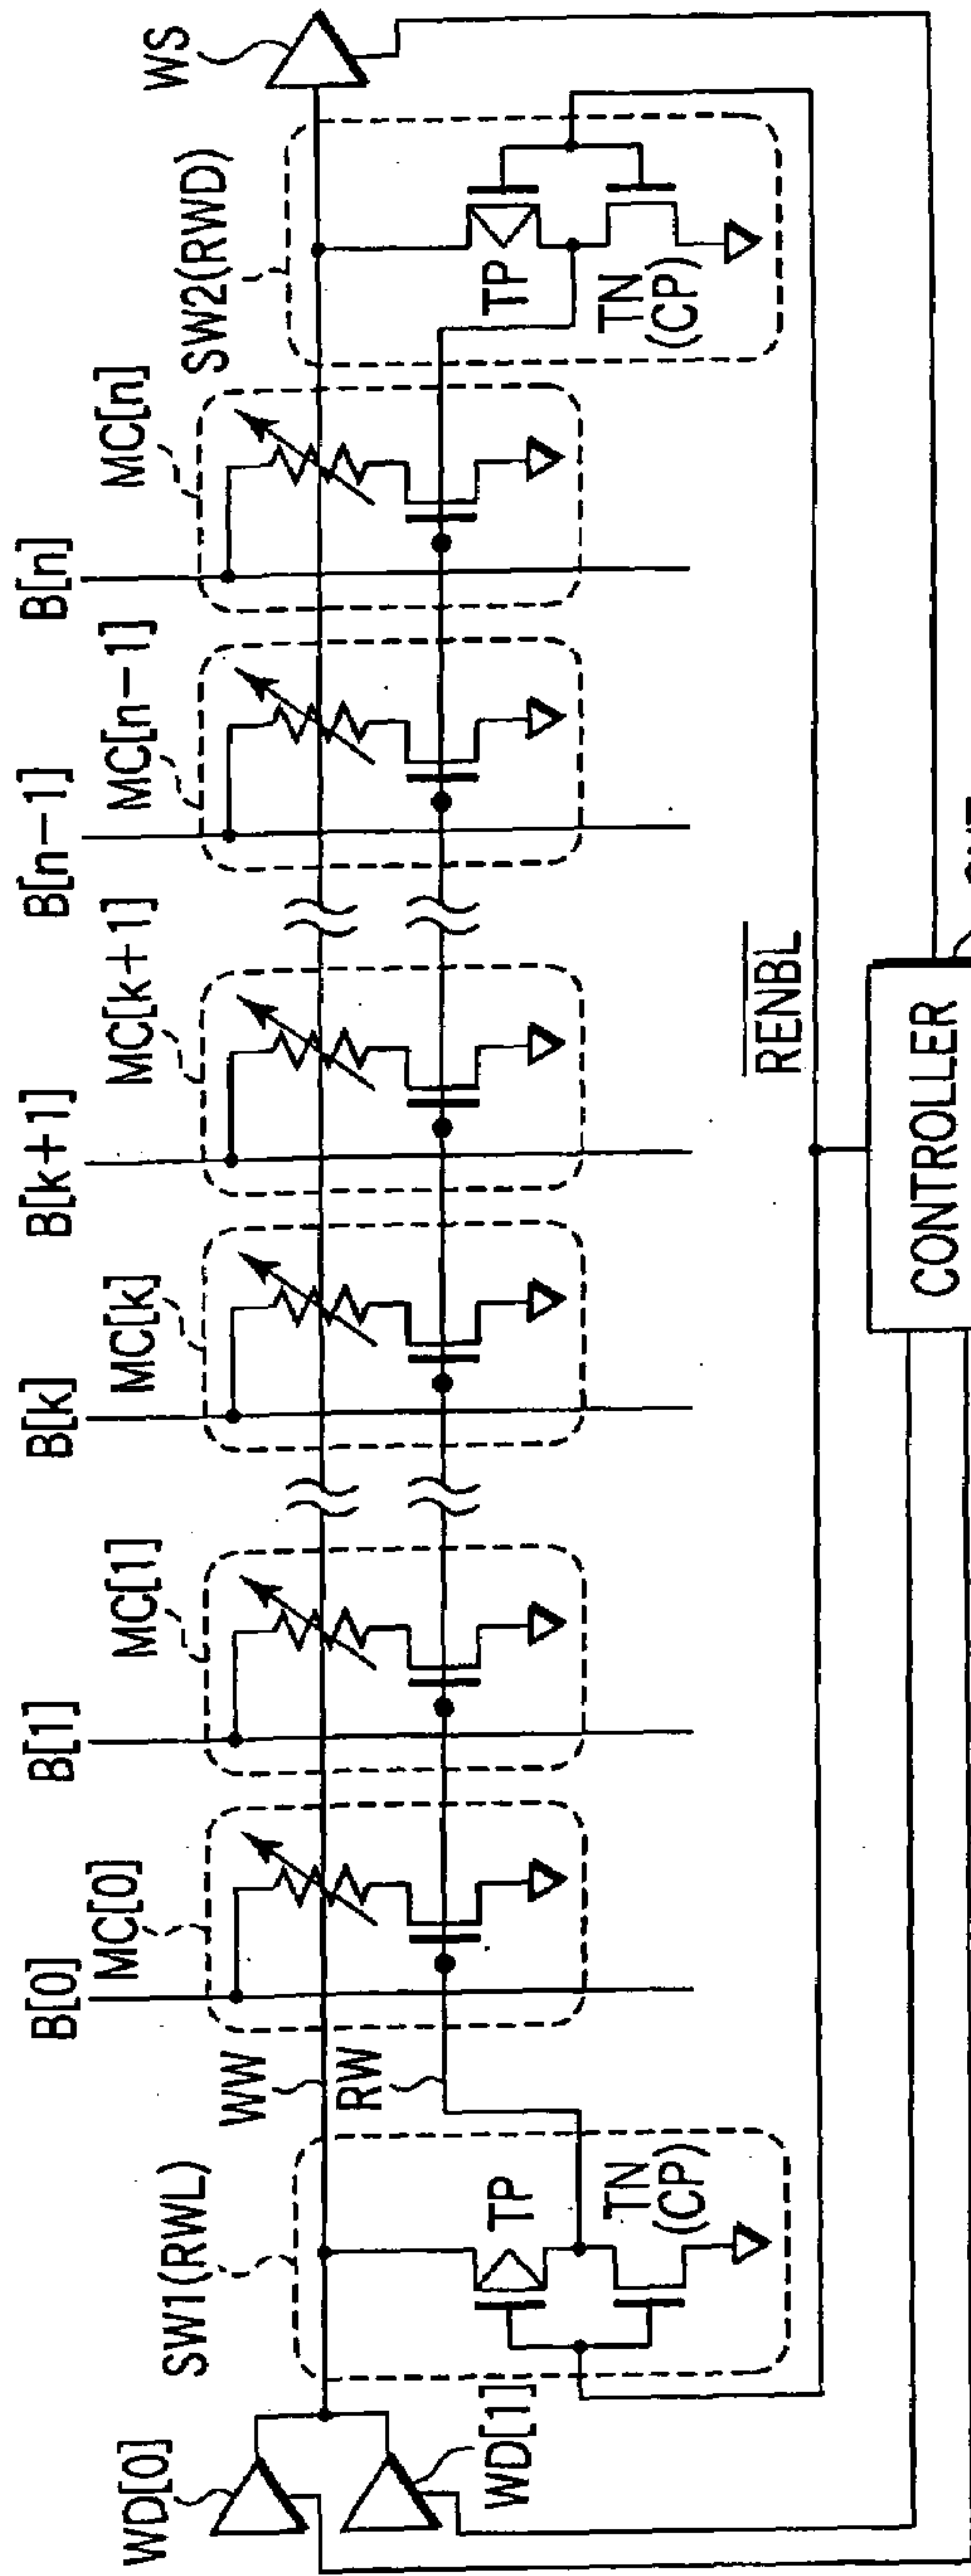 B[0]
B[1]
B[k]
B[k+1]
B[n-1]
B[n]
MC[0]
MC[1]
MC[k]
MC[k+1]
MC[n-1]
MC[n]
WS
SW1(RWL)
WW
RW
SW2(RWD)
WD[0]
WD[1]
TP
TN
(CP)
TP
TN
(CP)
RENBL
CONTROLLER